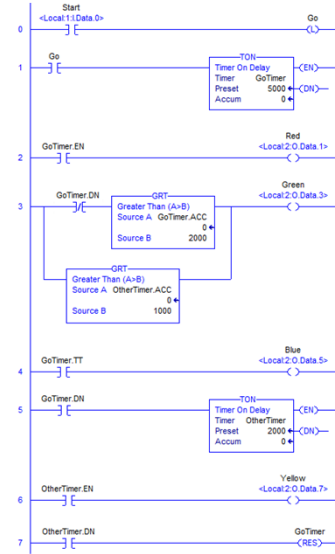 Start
<Local:1:I.Data.0>
Go
0
L
Go
TON
1
Timer On Delay
EN
Timer GoTimer
Preset 5000
DN
Accum 0
GoTimer.EN
Red
<Local:2:O.Data.1>
2
GoTimer.DN
GRT
Green
<Local:2:O.Data.3>
3
Greater Than (A>B)
Source A GoTimer.ACC
0
Source B 2000
GRT
Greater Than (A>B)
Source A OtherTimer.ACC
0
Source B 1000
GoTimer.TT
Blue
<Local:2:O.Data.5>
4
GoTimer.DN
TON
5
Timer On Delay
EN
Timer OtherTimer
Preset 2000
DN
Accum 0
OtherTimer.EN
Yellow
<Local:2:O.Data.7>
6
OtherTimer.DN
GoTimer
7
RES